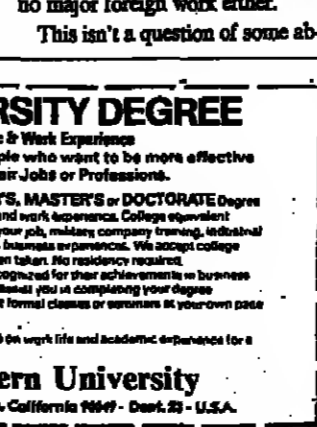 no major foreign work either.
This isn't a question of some ab-
RSITY DEGREE
& Work Experience
ple who want to be more effective
eir Jobs or Professions.
'S, MASTER'S or DOCTORATE Degree
and work experience. College equivalent
your job, military company training, industrial
business experiences. We accept college
en taken. No residency required.
cognized for their achievements in business
you in completing your degree
t formal classes or seminars at your own pace
on work life and academic experience for a
ern University
California - Dept. 23 - U.S.A.